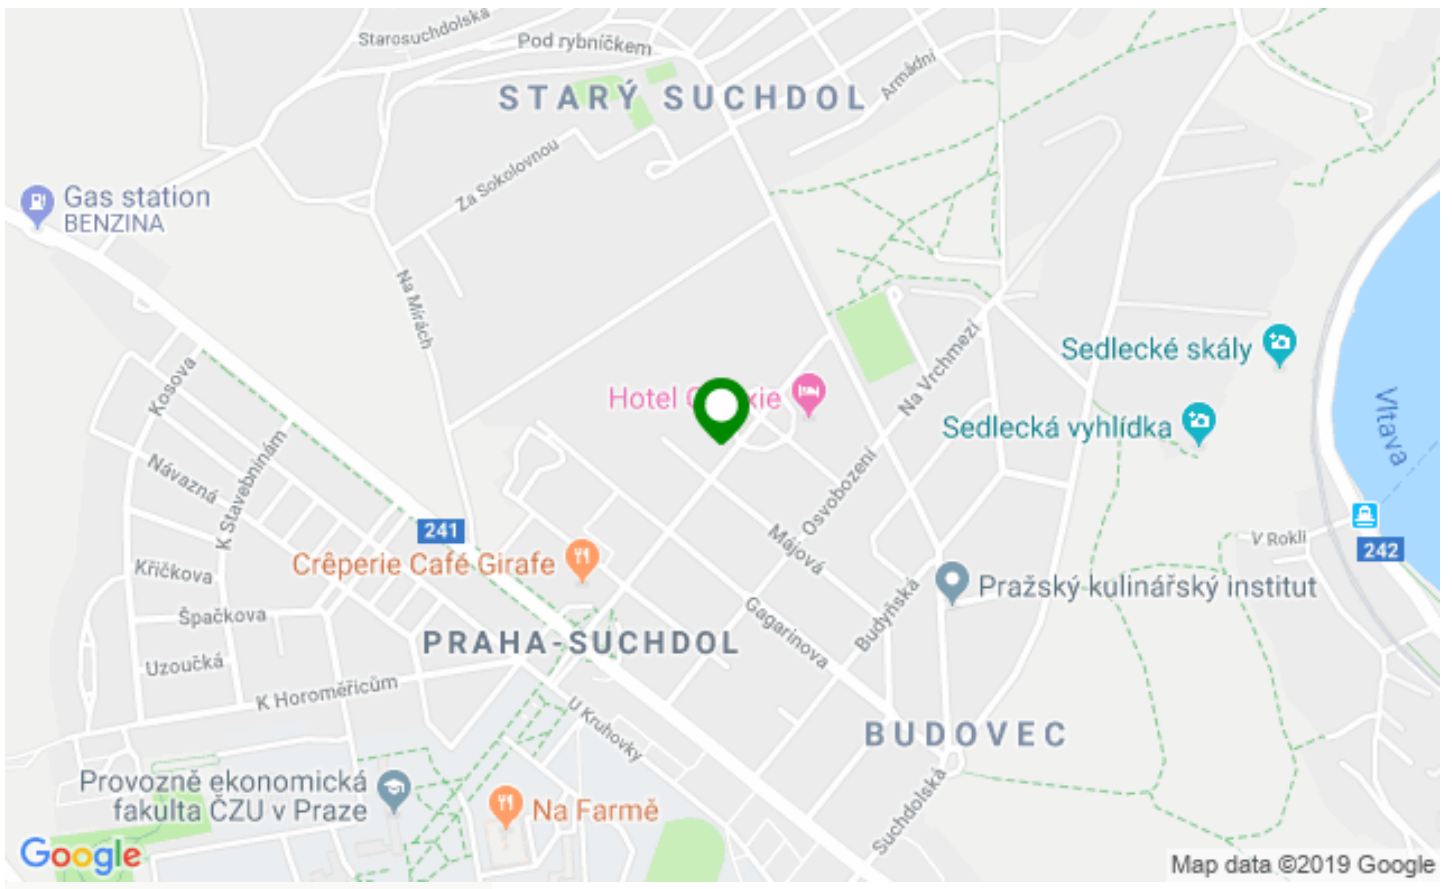 Starosuchdolska
Pod rybníčkem
STARÝ SUCHDOL
Armádní
Za Sokolovnou
Gas station
BENZINA
Na Mírách
Kosova
Na Vrchmezí
Sedlecké skály
Hotel
xie
Sedlecká vyhlídka
Vltava
K Stavebninám
Návazná
Osvobození
241
V Rokli
242
Májová
Crêperie Café Girafe
Křičkova
Pražský kulinářský institut
Špačkova
Gagarinova
Budyňská
PRAHA-SUCHDOL
Uzoučká
K Horoměřicům
U Kruhovky
BUDOVEC
Provozně ekonomická
fakulta ČZU v Praze
Na Farmě
Suchdolská
Google
Map data ©2019 Google